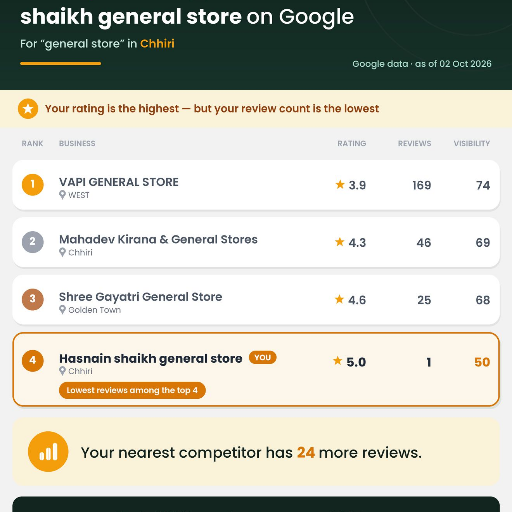 shaikh general store on Google
For “general store” in Chhiri
Google data · as of 02 Oct 2026
Your rating is the highest — but your review count is the lowest
RANK BUSINESS RATING REVIEWS VISIBILITY
1 VAPI GENERAL STORE ★ 3.9 169 74
WEST
2 Mahadev Kirana & General Stores ★ 4.3 46 69
Chhiri
3 Shree Gayatri General Store ★ 4.6 25 68
Golden Town
4 Hasnain shaikh general store YOU ★ 5.0 1 50
Chhiri
Lowest reviews among the top 4
Your nearest competitor has 24 more reviews.